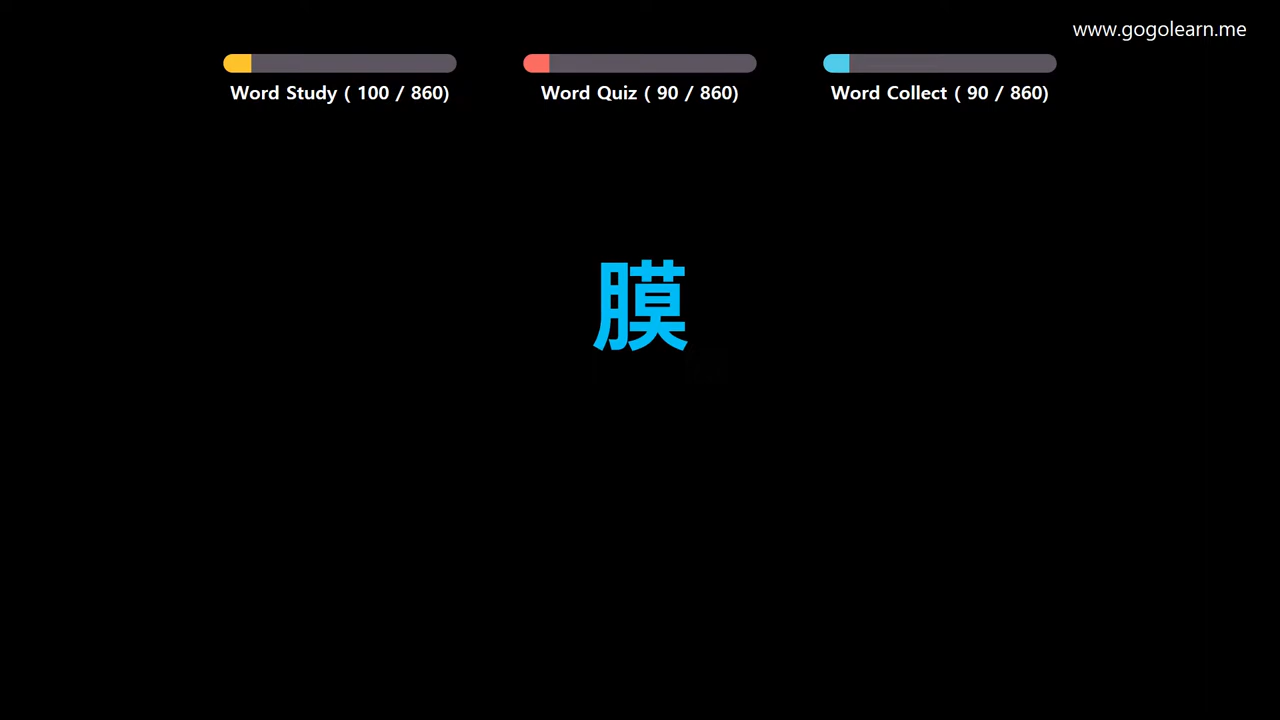 www.gogolearn.me
Word Study ( 100 / 860)
Word Quiz ( 90 / 860)
Word Collect ( 90 / 860)
膜